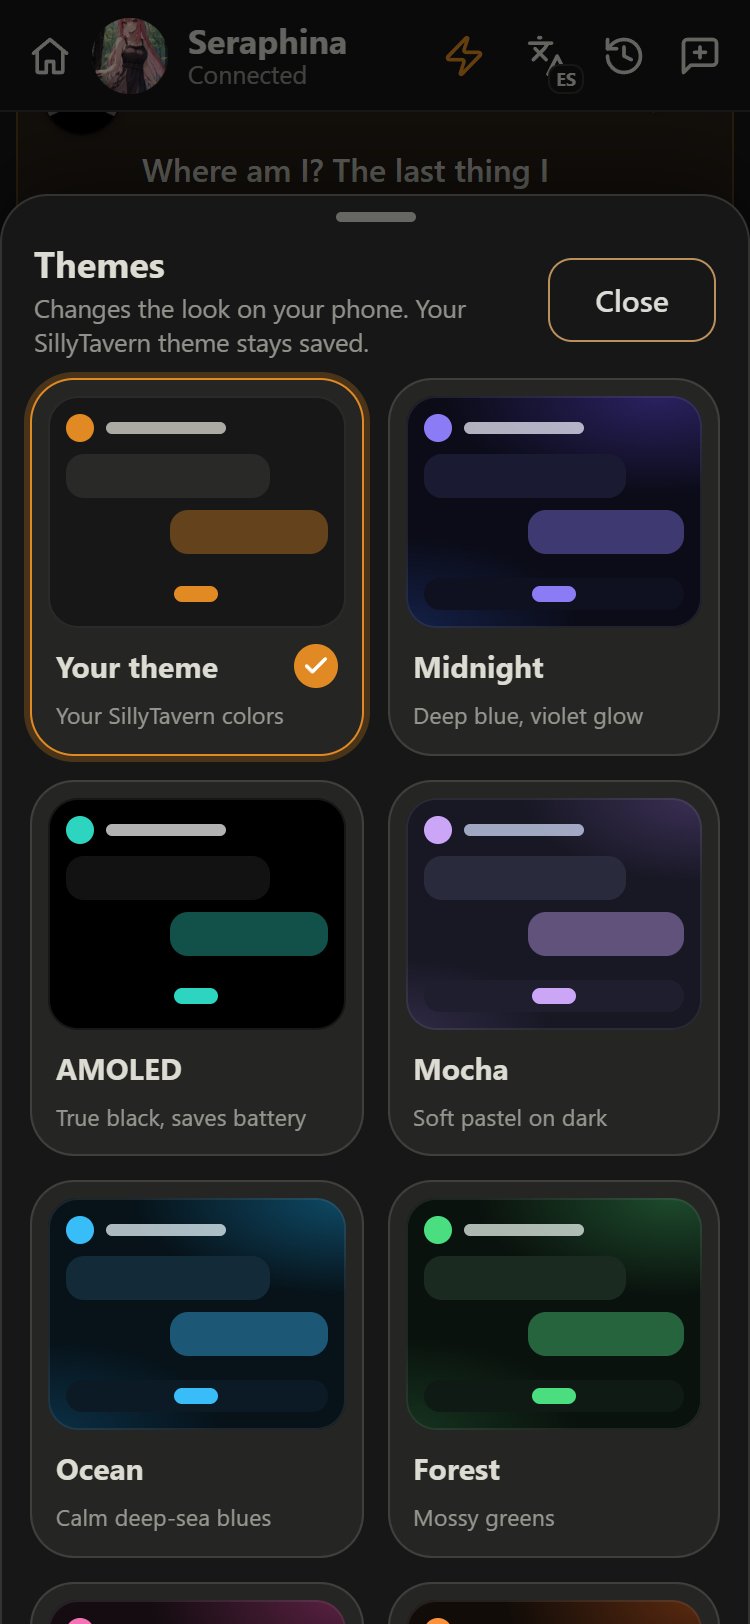 Seraphina
Connected
ES
Where am I? The last thing I
Themes
Changes the look on your phone. Your
SillyTavern theme stays saved.
Close
Your theme
Your SillyTavern colors
Midnight
Deep blue, violet glow
AMOLED
True black, saves battery
Mocha
Soft pastel on dark
Ocean
Calm deep-sea blues
Forest
Mossy greens